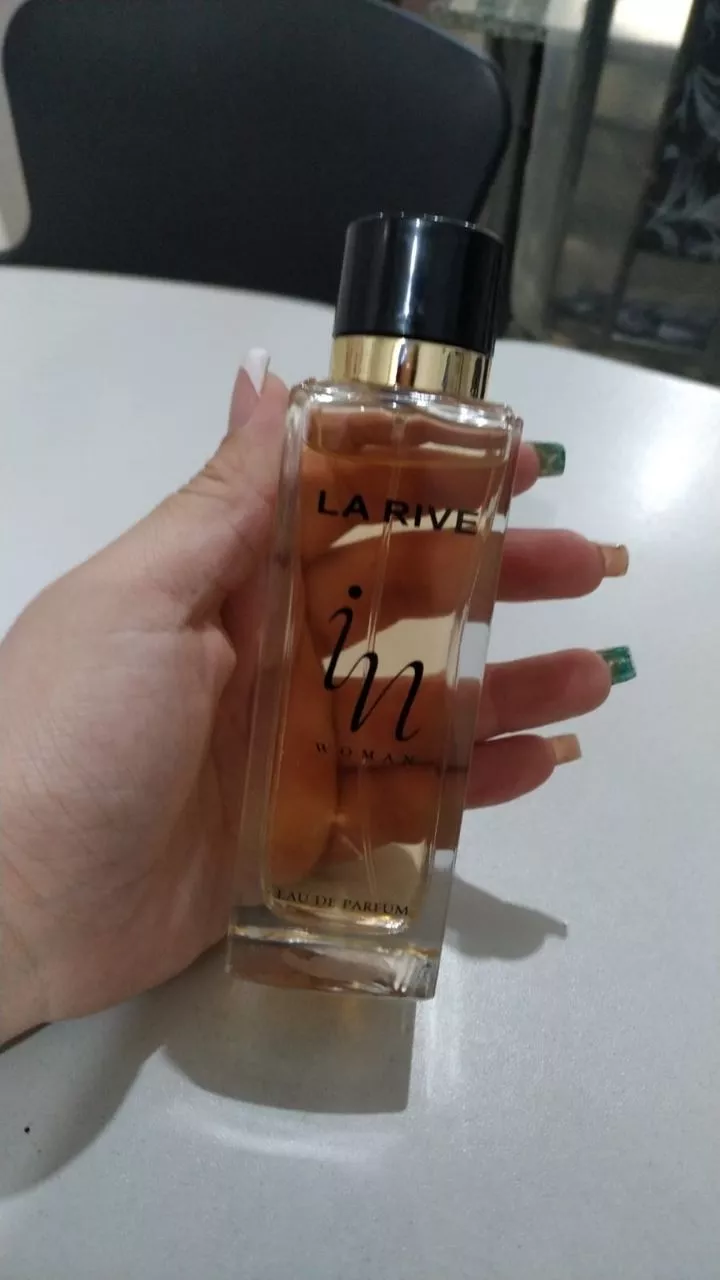 LA RIVE
in
WOMAN
EAU DE PARFUM